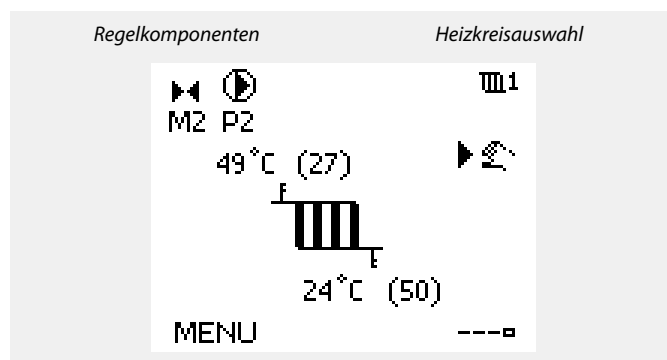 Regelkomponenten Heizkreisauswahl
1
M2 P2
49°C (27)
24°C (50)
MENU ---